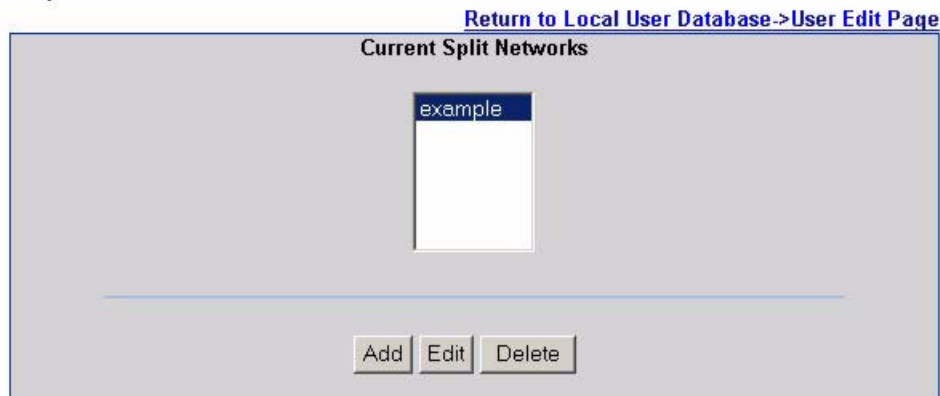 Return to Local User Database->User Edit Page
Current Split Networks
example
Add Edit Delete